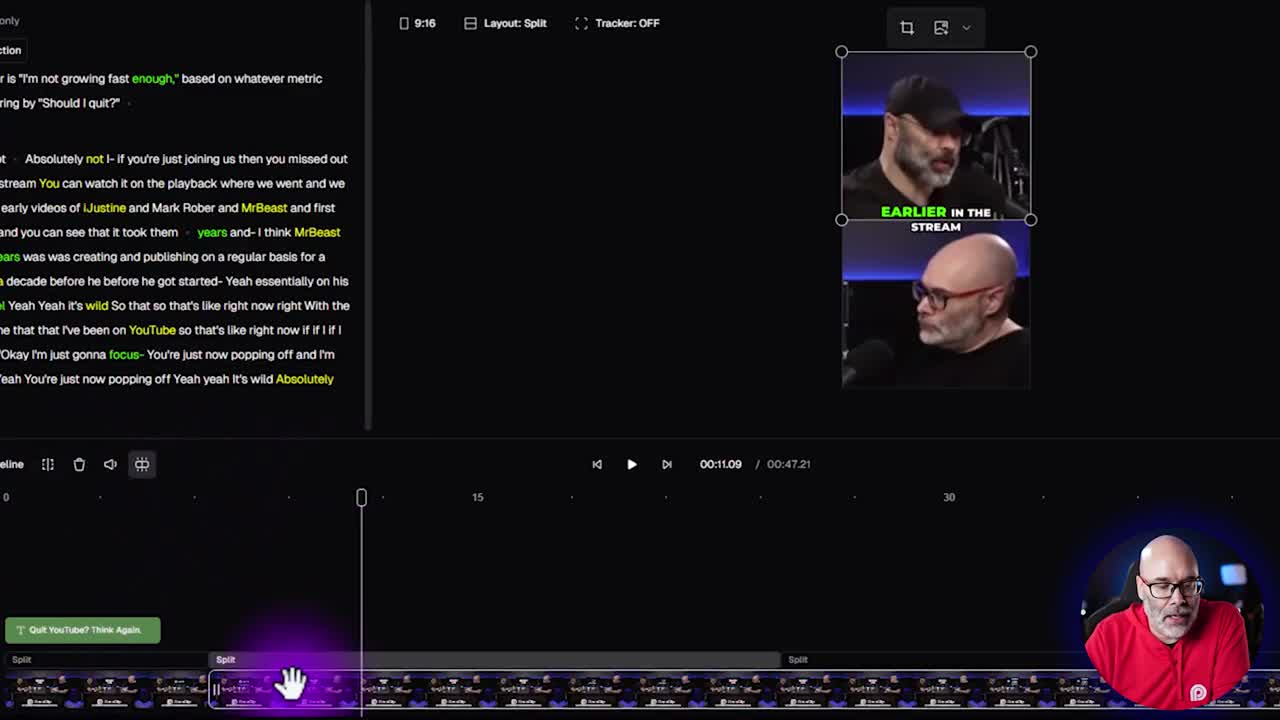 only
9:16
Layout: Split
Tracker: OFF
ction
r is "I'm not growing fast enough," based on whatever metric
ring by "Should I quit?"
ot · Absolutely not I- if you're just joining us then you missed out
stream You can watch it on the playback where we went and we
early videos of iJustine and Mark Rober and MrBeast and first
and you can see that it took them · years and- I think MrBeast
ears was was creating and publishing on a regular basis for a
a decade before he before he got started- Yeah essentially on his
el Yeah Yeah it's wild So that so that's like right now right With the
ne that that I've been on YouTube so that's like right now if if I if I
"Okay I'm just gonna focus- You're just now popping off and I'm
Yeah You're just now popping off Yeah yeah It's wild Absolutely
EARLIER IN THE
STREAM
eline
00:11.09 / 00:47.21
0
15
30
Quit YouTube? Think Again.
Split
Split
Split